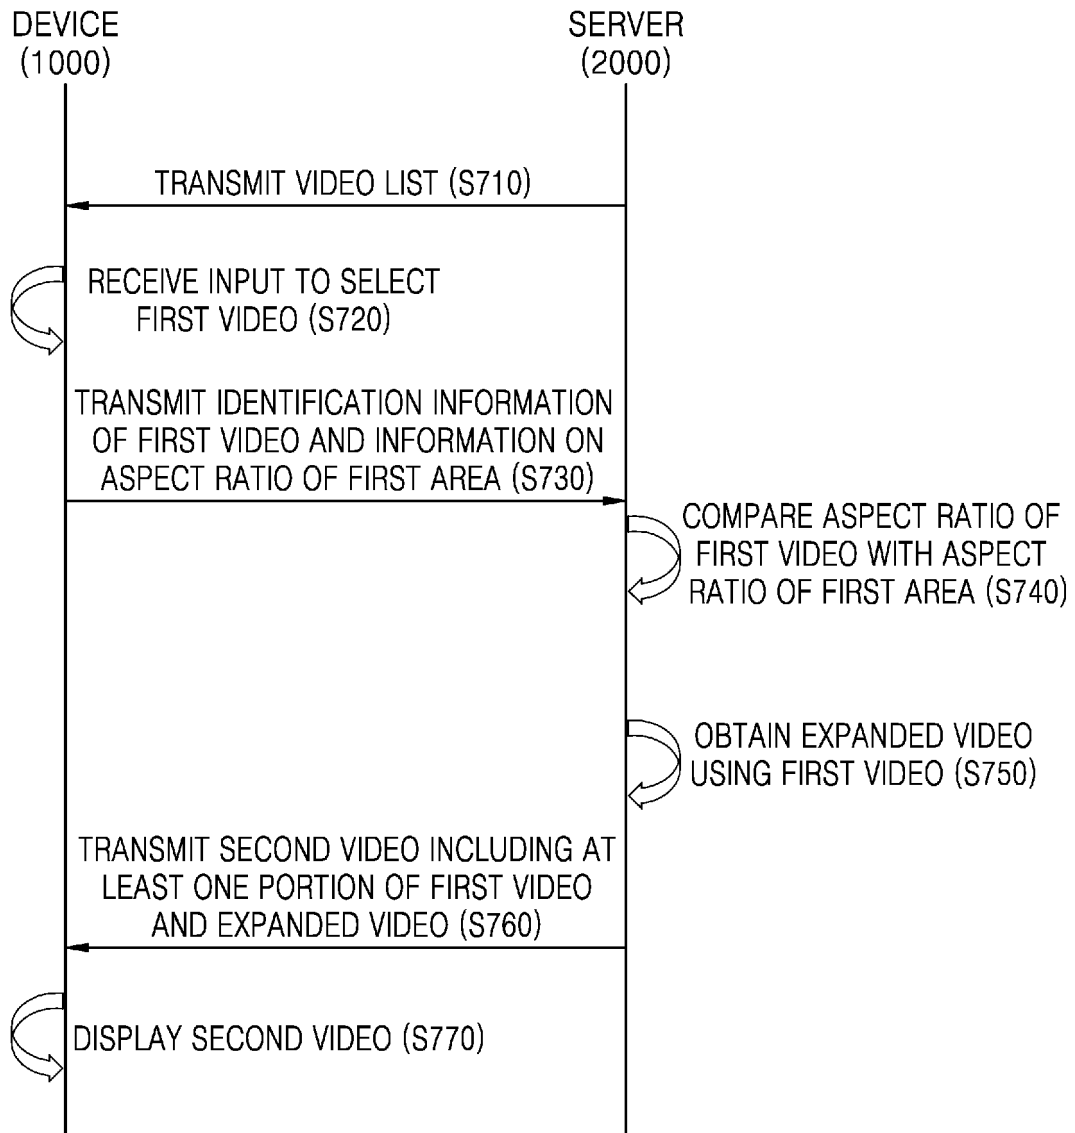 DEVICE
(1000)
SERVER
(2000)
TRANSMIT VIDEO LIST (S710)
RECEIVE INPUT TO SELECT
FIRST VIDEO (S720)
TRANSMIT IDENTIFICATION INFORMATION
OF FIRST VIDEO AND INFORMATION ON
ASPECT RATIO OF FIRST AREA (S730)
COMPARE ASPECT RATIO OF
FIRST VIDEO WITH ASPECT
RATIO OF FIRST AREA (S740)
OBTAIN EXPANDED VIDEO
USING FIRST VIDEO (S750)
TRANSMIT SECOND VIDEO INCLUDING AT
LEAST ONE PORTION OF FIRST VIDEO
AND EXPANDED VIDEO (S760)
DISPLAY SECOND VIDEO (S770)